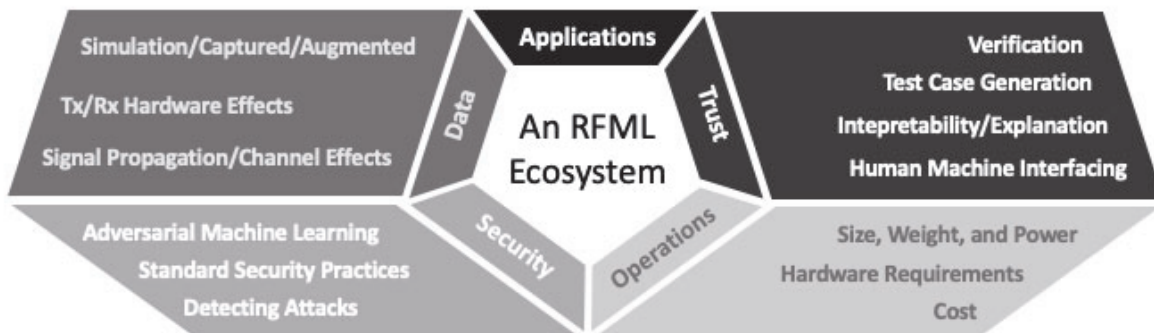 Applications
Simulation/Captured/Augmented
Tx/Rx Hardware Effects
Signal Propagation/Channel Effects
Data
An RFML
Ecosystem
Trust
Verification
Test Case Generation
Intepretability/Explanation
Human Machine Interfacing
Adversarial Machine Learning
Standard Security Practices
Detecting Attacks
Security
Operations
Size, Weight, and Power
Hardware Requirements
Cost